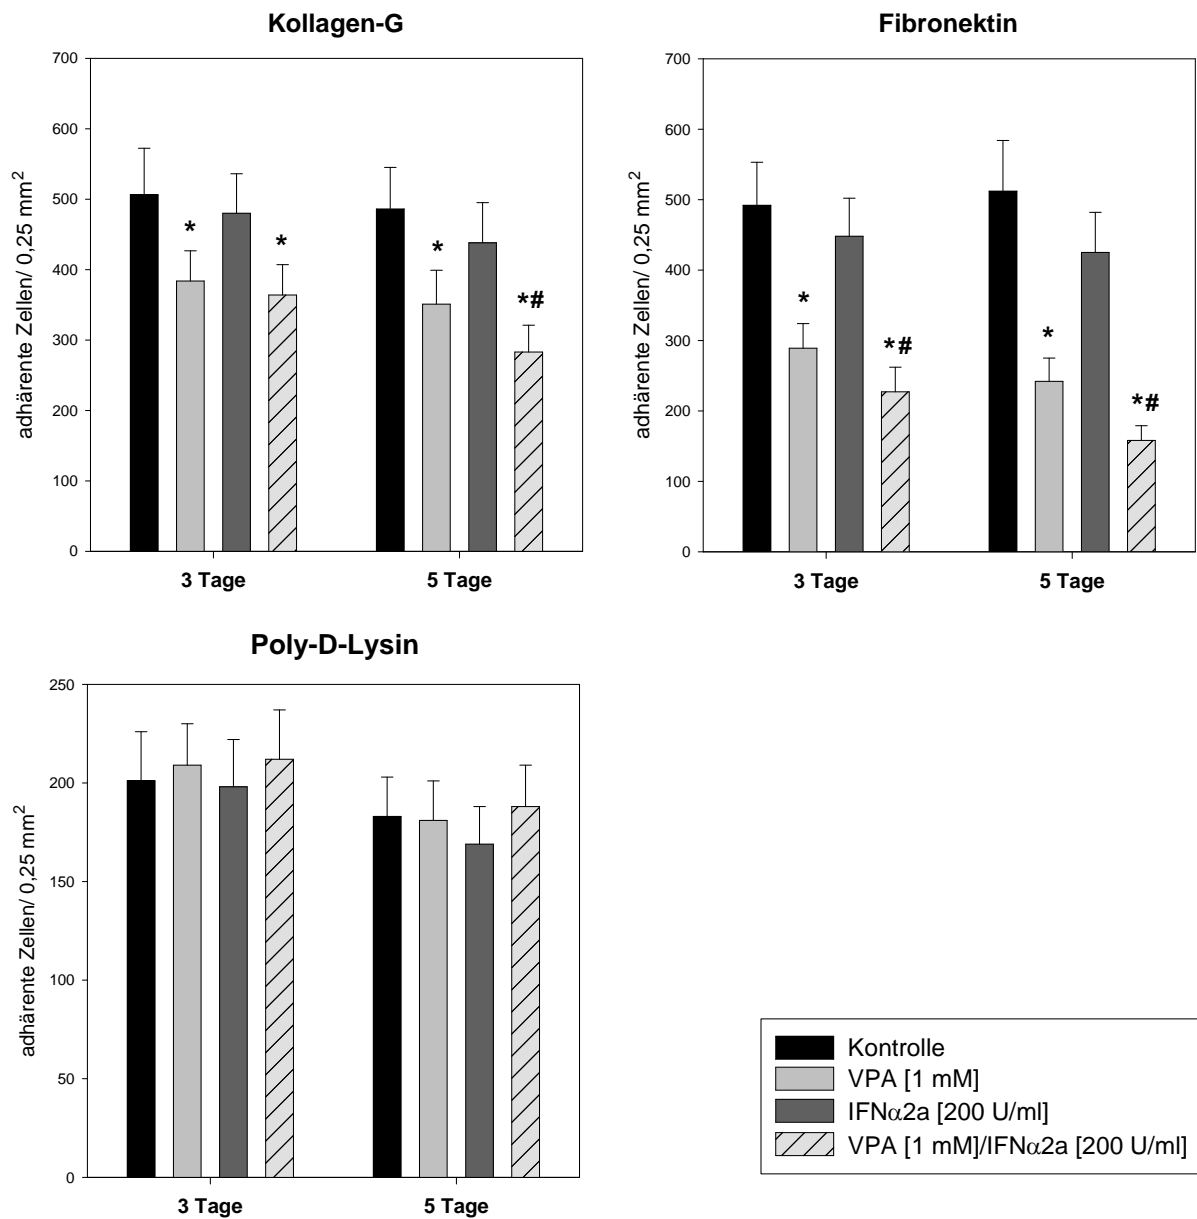 Kollagen-G
adhärente Zellen/ 0,25 mm²
700
600
500
400
300
200
100
0
*
*
*
*#
3 Tage
5 Tage
Fibronektin
adhärente Zellen/ 0,25 mm²
700
600
500
400
300
200
100
0
*
*#
*
*#
3 Tage
5 Tage
Poly-D-Lysin
adhärente Zellen/ 0,25 mm²
250
200
150
100
50
0
3 Tage
5 Tage
Kontrolle
VPA [1 mM]
IFNα2a [200 U/ml]
VPA [1 mM]/IFNα2a [200 U/ml]